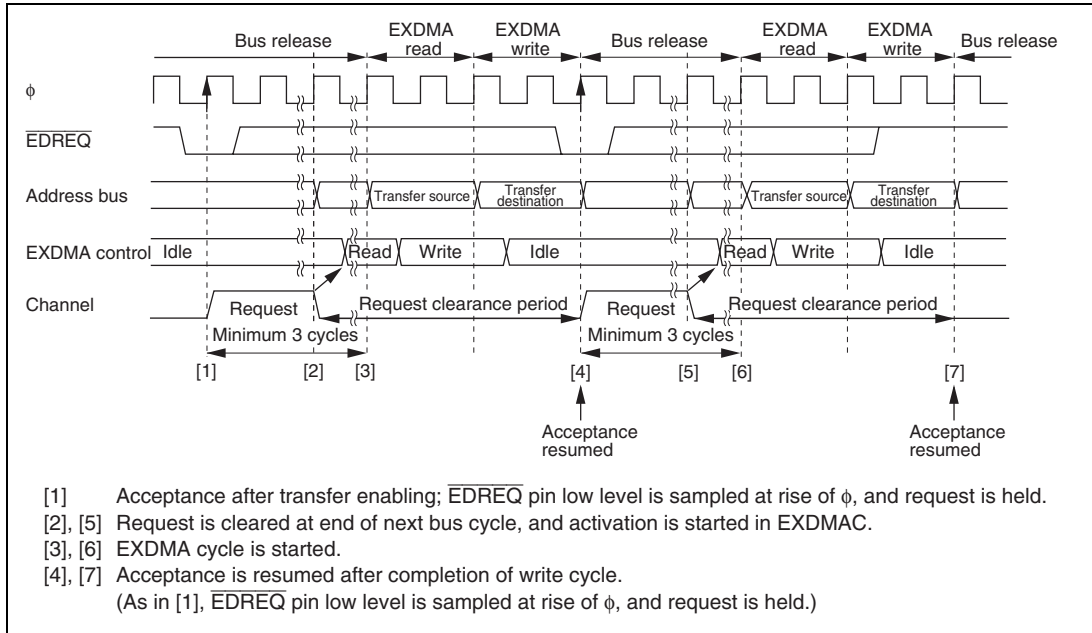 Bus release EXDMA read EXDMA write Bus release EXDMA read EXDMA write Bus release
ϕ
EDREQ
Address bus Transfer source Transfer destination Transfer source Transfer destination
EXDMA control Idle Read Write Idle Read Write Idle
Channel Request Request clearance period Request Request clearance period
Minimum 3 cycles Minimum 3 cycles
[1] [2] [3] [4] [5] [6] [7]
Acceptance resumed Acceptance resumed
[1] Acceptance after transfer enabling; EDREQ pin low level is sampled at rise of ϕ, and request is held.
[2], [5] Request is cleared at end of next bus cycle, and activation is started in EXDMAC.
[3], [6] EXDMA cycle is started.
[4], [7] Acceptance is resumed after completion of write cycle.
(As in [1], EDREQ pin low level is sampled at rise of ϕ, and request is held.)